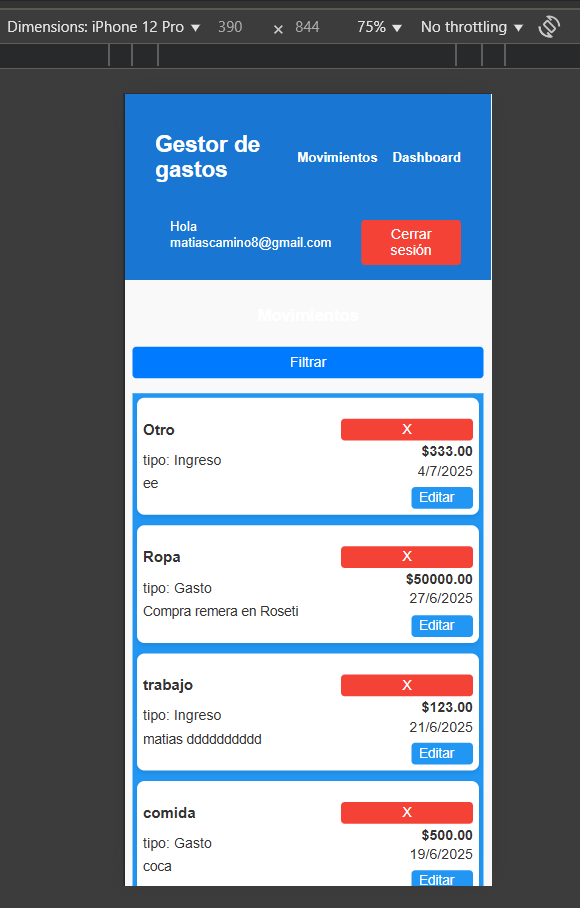 Dimensions: iPhone 12 Pro ▼ 390 × 844 75% ▼ No throttling ▼
Gestor de
gastos
Movimientos Dashboard
Hola
matiascamino8@gmail.com
Cerrar
sesión
Movimientos
Filtrar
Otro
X
$333.00
tipo: Ingreso
4/7/2025
ee
Editar
Ropa
X
$50000.00
tipo: Gasto
27/6/2025
Compra remera en Roseti
Editar
trabajo
X
$123.00
tipo: Ingreso
21/6/2025
matias dddddddddd
Editar
comida
X
$500.00
tipo: Gasto
19/6/2025
coca
Editar